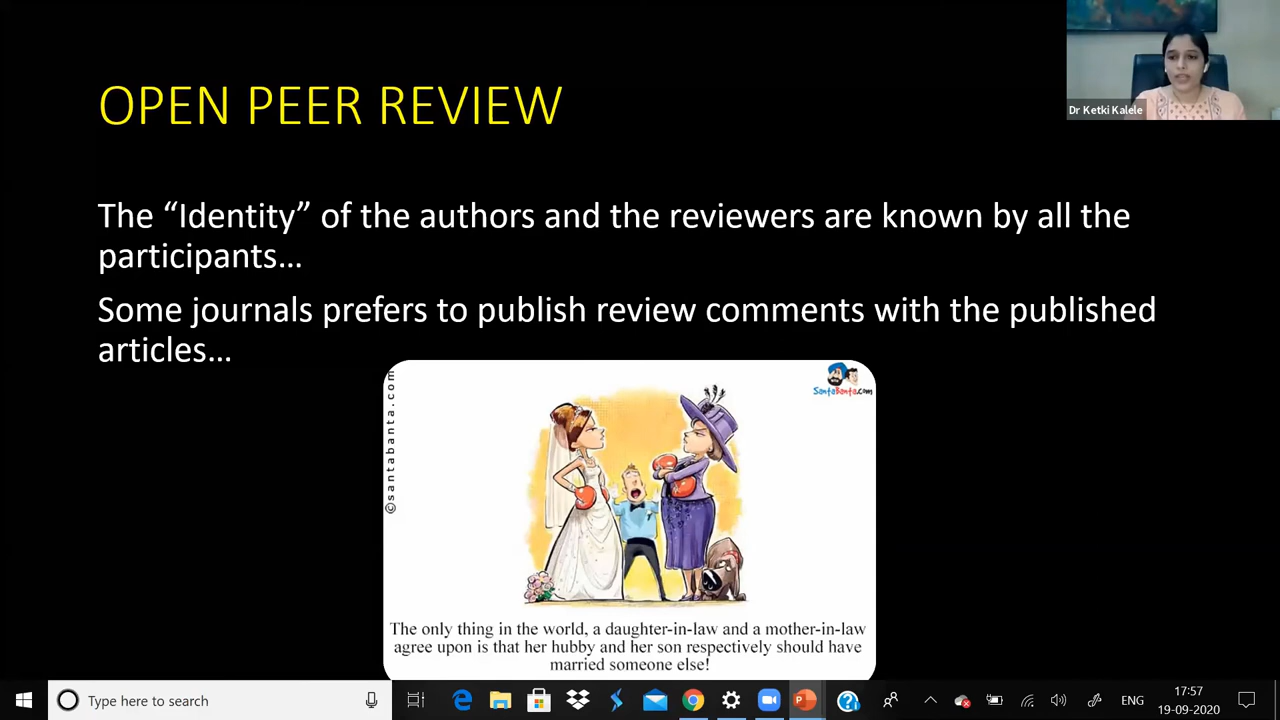 OPEN PEER REVIEW
Dr Ketki Kalele
The “Identity” of the authors and the reviewers are known by all the
participants…
Some journals prefers to publish review comments with the published
articles…
©santabanta.com
SantaBanta.com
The only thing in the world, a daughter-in-law and a mother-in-law
agree upon is that her hubby and her son respectively should have
married someone else!
Type here to search
ENG
17:57
19-09-2020